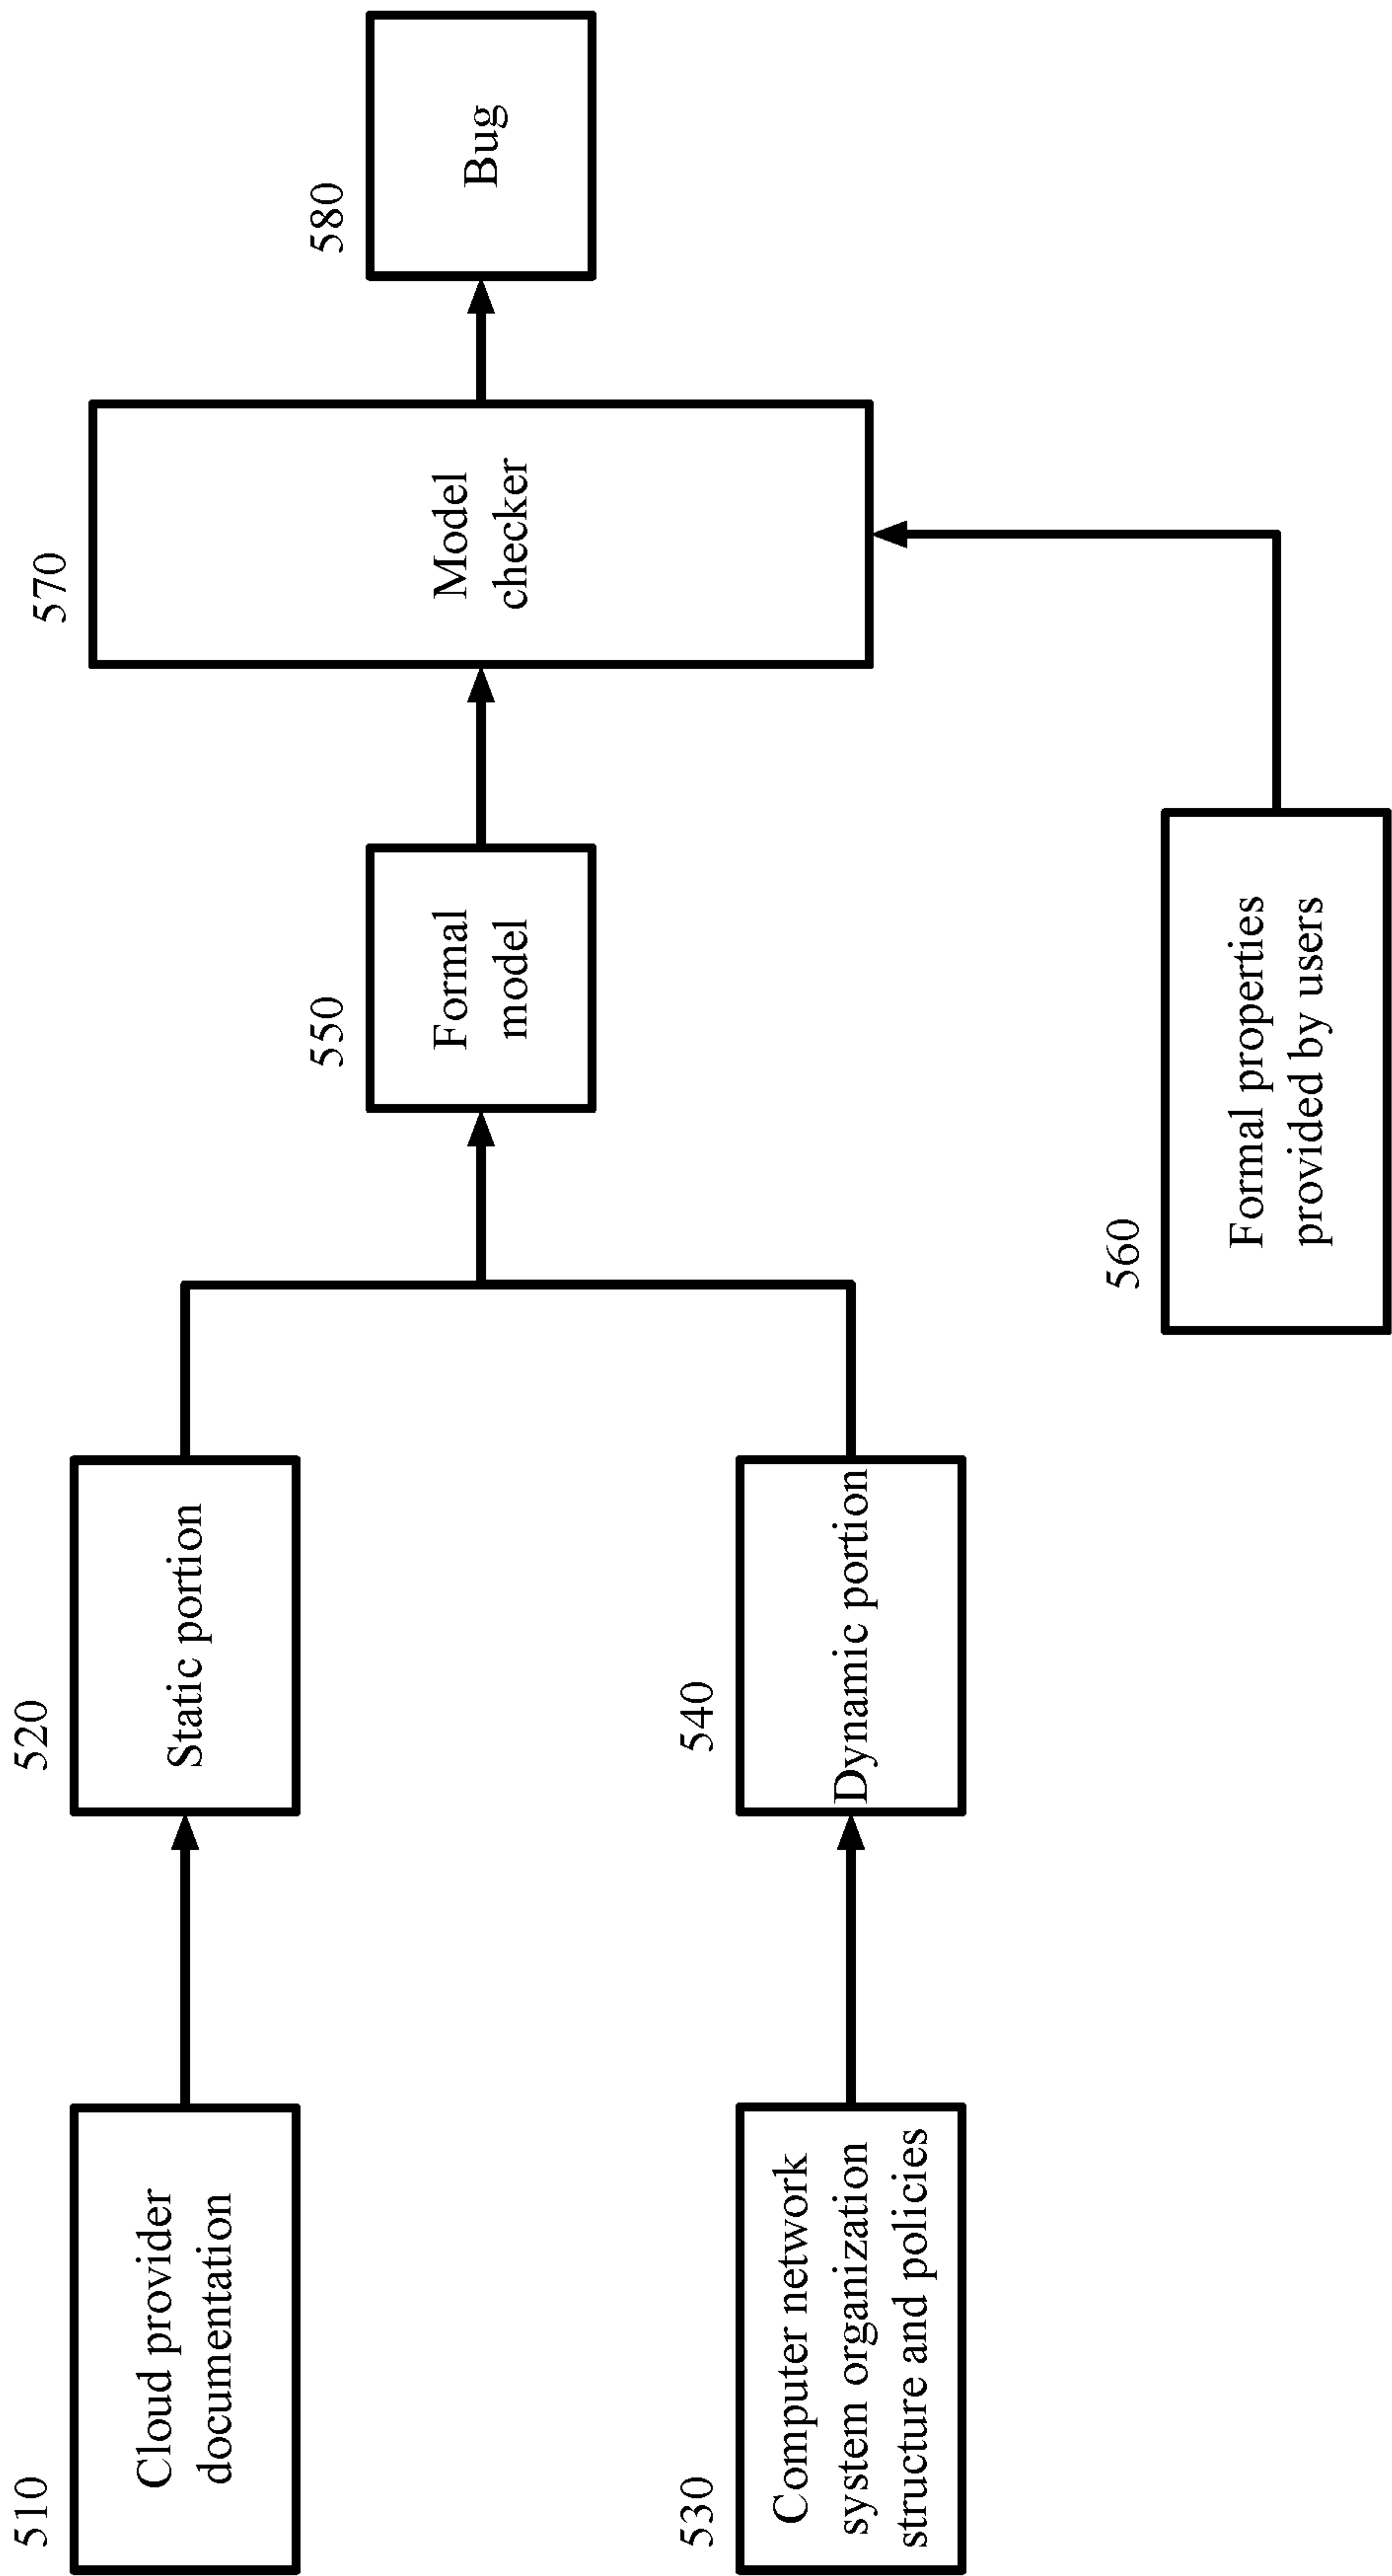 510
Cloud provider
documentation
520
Static portion
530
Computer network
system organization
structure and policies
540
Dynamic portion
550
Formal
model
560
Formal properties
provided by users
570
Model
checker
580
Bug